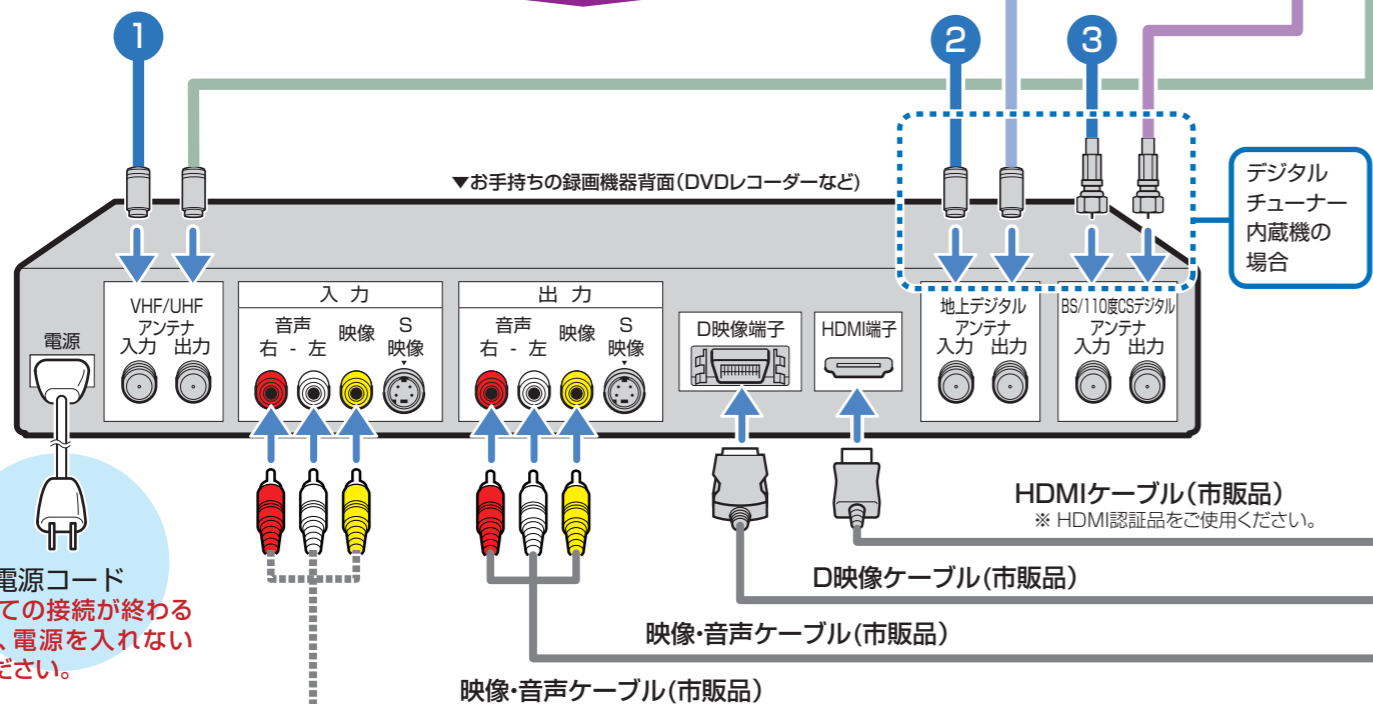 1
2
3
▼お手持ちの録画機器背面(DVDレコーダーなど)
デジタル
チューナー
内蔵機の
場合
電源
VHF/UHF
アンテナ
入力 出力
入 力
音声
右 - 左
映像
S
映像
出 力
音声
右 - 左
映像
S
映像
D映像端子
HDMI端子
地上デジタル
アンテナ
入力 出力
BS/110度CSデジタル
アンテナ
入力 出力
HDMIケーブル(市販品)
※ HDMI認証品をご使用ください。
D映像ケーブル(市販品)
映像・音声ケーブル(市販品)
映像・音声ケーブル(市販品)
電源コード
ての接続が終わる
、電源を入れない
ださい。